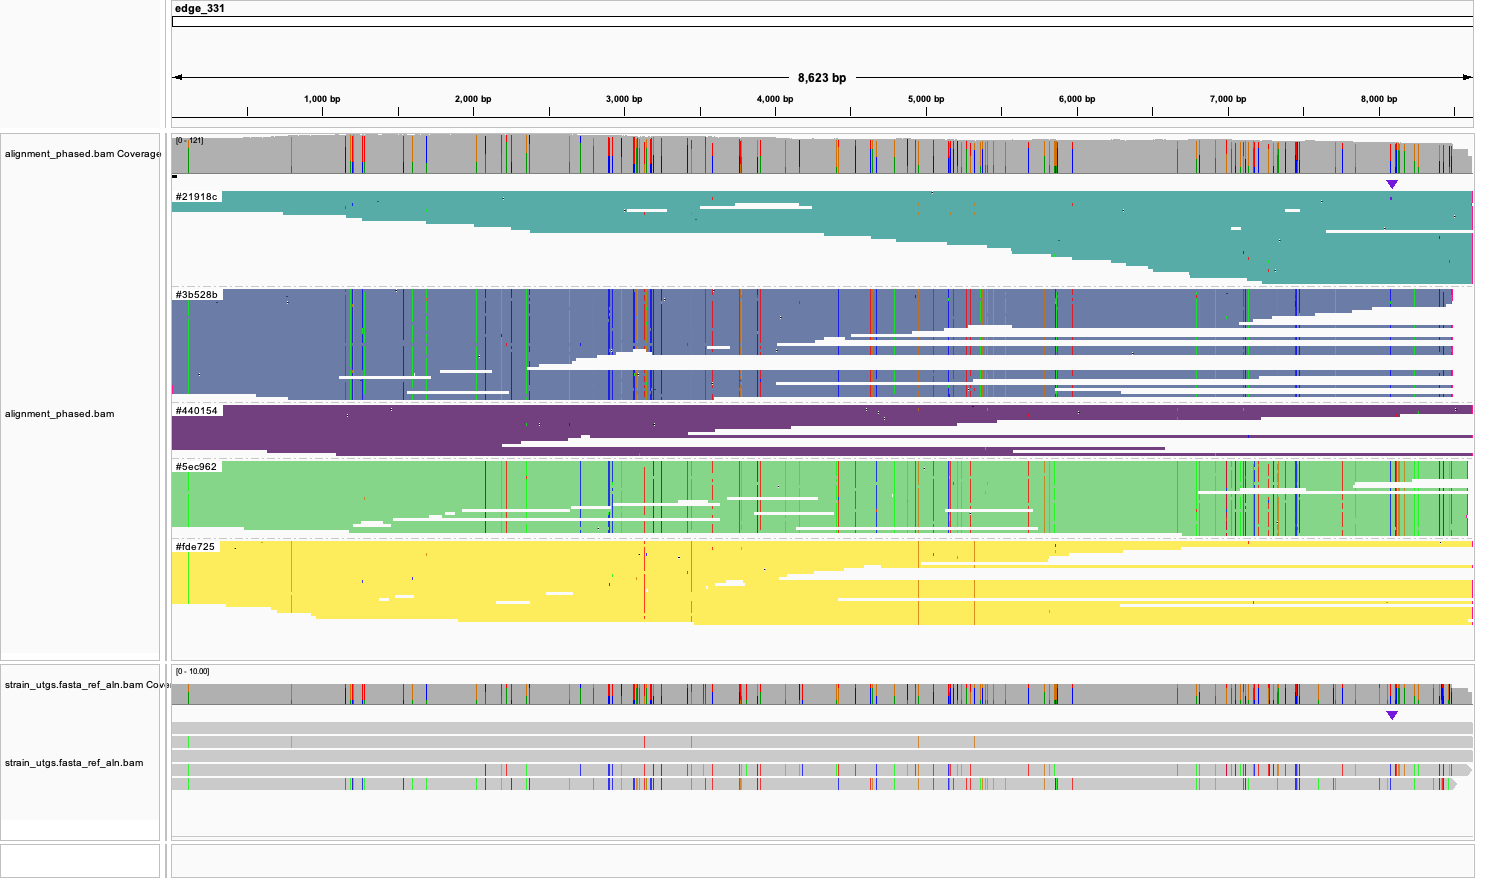 edge_331
8,623 bp
1,000 bp 2,000 bp 3,000 bp 4,000 bp 5,000 bp 6,000 bp 7,000 bp 8,000 bp
[0 - 121]
alignment_phased.bam Coverage
#21918c
#3b528b
#440154
alignment_phased.bam
#5ec962
#fde725
[0 - 10.00]
strain_utgs.fasta_ref_aln.bam Cove
strain_utgs.fasta_ref_aln.bam